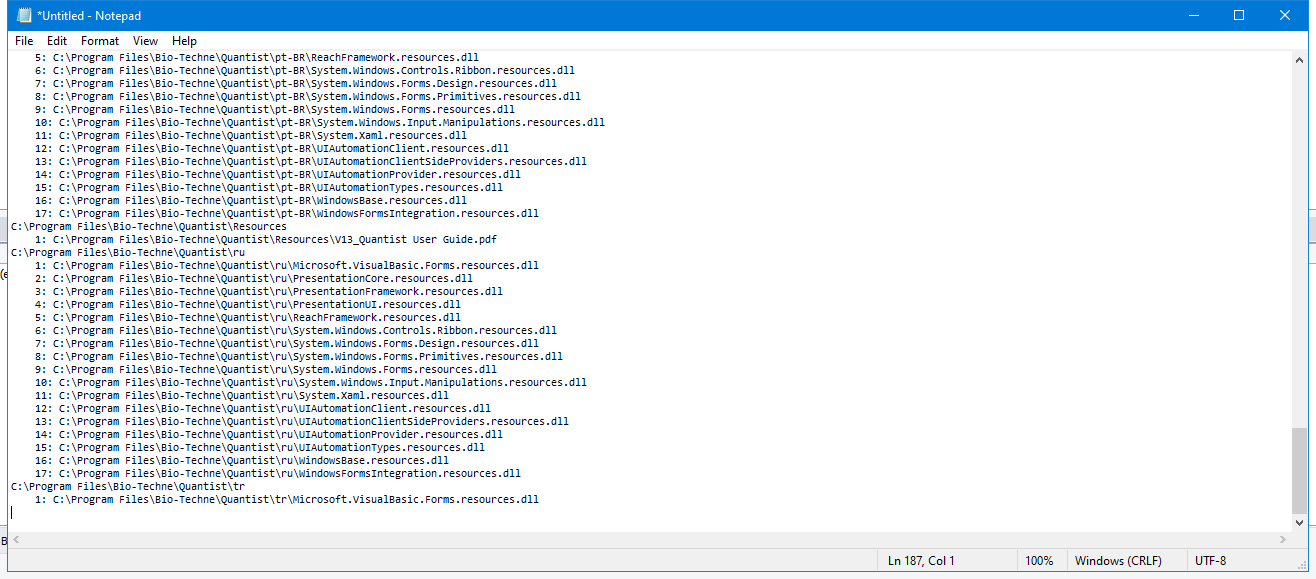 *Untitled - Notepad
File Edit Format View Help
5: C:\Program Files\Bio-Techne\Quantist\pt-BR\ReachFramework.resources.dll
6: C:\Program Files\Bio-Techne\Quantist\pt-BR\System.Windows.Controls.Ribbon.resources.dll
7: C:\Program Files\Bio-Techne\Quantist\pt-BR\System.Windows.Forms.Design.resources.dll
8: C:\Program Files\Bio-Techne\Quantist\pt-BR\System.Windows.Forms.Primitives.resources.dll
9: C:\Program Files\Bio-Techne\Quantist\pt-BR\System.Windows.Forms.resources.dll
10: C:\Program Files\Bio-Techne\Quantist\pt-BR\System.Windows.Input.Manipulations.resources.dll
11: C:\Program Files\Bio-Techne\Quantist\pt-BR\System.Xaml.resources.dll
12: C:\Program Files\Bio-Techne\Quantist\pt-BR\UIAutomationClient.resources.dll
13: C:\Program Files\Bio-Techne\Quantist\pt-BR\UIAutomationClientSideProviders.resources.dll
14: C:\Program Files\Bio-Techne\Quantist\pt-BR\UIAutomationProvider.resources.dll
15: C:\Program Files\Bio-Techne\Quantist\pt-BR\UIAutomationTypes.resources.dll
16: C:\Program Files\Bio-Techne\Quantist\pt-BR\WindowsBase.resources.dll
17: C:\Program Files\Bio-Techne\Quantist\pt-BR\WindowsFormsIntegration.resources.dll
C:\Program Files\Bio-Techne\Quantist\Resources
1: C:\Program Files\Bio-Techne\Quantist\Resources\V13_Quantist User Guide.pdf
C:\Program Files\Bio-Techne\Quantist\ru
1: C:\Program Files\Bio-Techne\Quantist\ru\Microsoft.VisualBasic.Forms.resources.dll
2: C:\Program Files\Bio-Techne\Quantist\ru\PresentationCore.resources.dll
3: C:\Program Files\Bio-Techne\Quantist\ru\PresentationFramework.resources.dll
4: C:\Program Files\Bio-Techne\Quantist\ru\PresentationUI.resources.dll
5: C:\Program Files\Bio-Techne\Quantist\ru\ReachFramework.resources.dll
6: C:\Program Files\Bio-Techne\Quantist\ru\System.Windows.Controls.Ribbon.resources.dll
7: C:\Program Files\Bio-Techne\Quantist\ru\System.Windows.Forms.Design.resources.dll
8: C:\Program Files\Bio-Techne\Quantist\ru\System.Windows.Forms.Primitives.resources.dll
9: C:\Program Files\Bio-Techne\Quantist\ru\System.Windows.Forms.resources.dll
10: C:\Program Files\Bio-Techne\Quantist\ru\System.Windows.Input.Manipulations.resources.dll
11: C:\Program Files\Bio-Techne\Quantist\ru\System.Xaml.resources.dll
12: C:\Program Files\Bio-Techne\Quantist\ru\UIAutomationClient.resources.dll
13: C:\Program Files\Bio-Techne\Quantist\ru\UIAutomationClientSideProviders.resources.dll
14: C:\Program Files\Bio-Techne\Quantist\ru\UIAutomationProvider.resources.dll
15: C:\Program Files\Bio-Techne\Quantist\ru\UIAutomationTypes.resources.dll
16: C:\Program Files\Bio-Techne\Quantist\ru\WindowsBase.resources.dll
17: C:\Program Files\Bio-Techne\Quantist\ru\WindowsFormsIntegration.resources.dll
C:\Program Files\Bio-Techne\Quantist\tr
1: C:\Program Files\Bio-Techne\Quantist\tr\Microsoft.VisualBasic.Forms.resources.dll
Ln 187, Col 1 100% Windows (CRLF) UTF-8